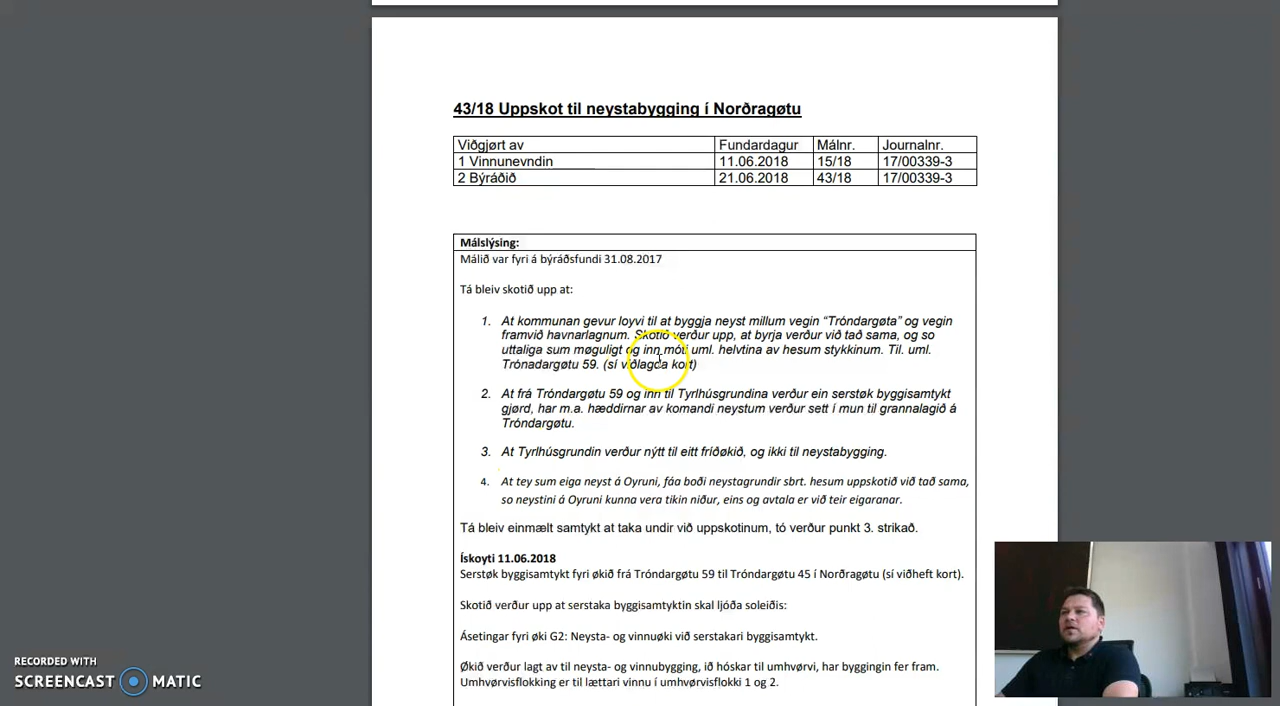 43/18 Uppskot til neystabygging í Norðragøtu
Viðgjørt av Fundardagur Málnr. Journalnr.
1 Vinnunevndin 11.06.2018 15/18 17/00339-3
2 Býráðið 21.06.2018 43/18 17/00339-3
Málslýsing:
Málið var fyri á býráðsfundi 31.08.2017
Tá bleiv skotið upp at:
1. At kommunan gevur loyvi til at byggja neyst millum vegin “Tróndargøta” og vegin
framvið havnarlagnum. Skotið verður upp, at byrja verður við tað sama, og so
uttaliga sum møguligt og inn móti uml. helvtina av hesum stykkinum. Til. uml.
Trónadargøtu 59. (sí viðlagda kort)
2. At frá Tróndargøtu 59 og inn til Tyrlhúsgrundina verður ein serstøk byggisamtykt
gjørd, har m.a. hæddirnar av komandi neystum verður sett í mun til grannalagið á
Tróndargøtu.
3. At Tyrlhúsgrundin verður nýtt til eitt fríðøkið, og ikki til neystabygging.
4. At tey sum eiga neyst á Oyruni, fáa boði neystagrundir sbrt. hesum uppskotið við tað sama,
so neystini á Oyruni kunna vera tikin niður, eins og avtala er við teir eigaranar.
Tá bleiv einmælt samtykt at taka undir við uppskotinum, tó verður punkt 3. strikað.
Ískoyti 11.06.2018
Serstøk byggisamtykt fyri økið frá Tróndargøtu 59 til Tróndargøtu 45 í Norðragøtu (sí viðheft kort).
Skotið verður upp at serstaka byggisamtyktin skal ljóða soleiðis:
Ásetingar fyri øki G2: Neysta- og vinnuøki við serstakari byggisamtykt.
Økið verður lagt av til neysta- og vinnubygging, ið hóskar til umhvørvi, har byggingin fer fram.
Umhvørvisflokking er til lættari vinnu í umhvørvisflokki 1 og 2.
RECORDED WITH
SCREENCAST MATIC